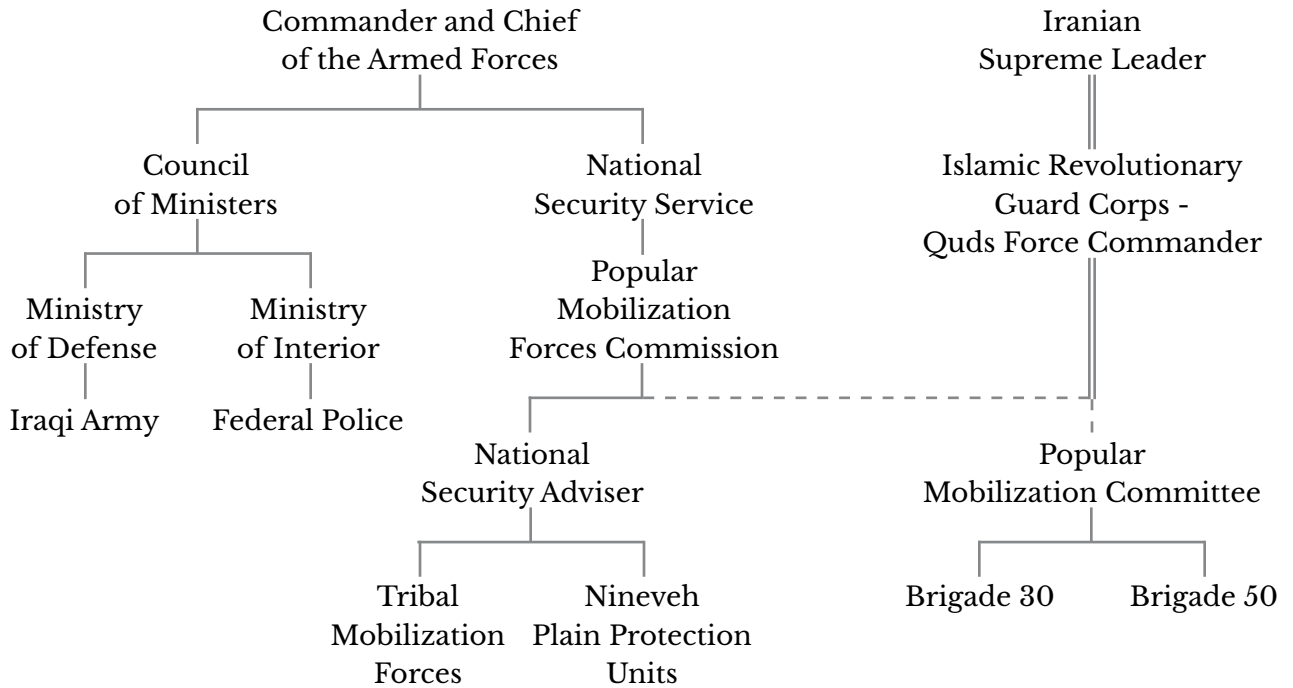 Commander and Chief
of the Armed Forces
Iranian
Supreme Leader
Council
of Ministers
National
Security Service
Islamic Revolutionary
Guard Corps -
Quds Force Commander
Ministry
of Defense
Ministry
of Interior
Popular
Mobilization
Forces Commission
Iraqi Army
Federal Police
National
Security Adviser
Popular
Mobilization Committee
Tribal
Mobilization
Forces
Nineveh
Plain Protection
Units
Brigade 30
Brigade 50